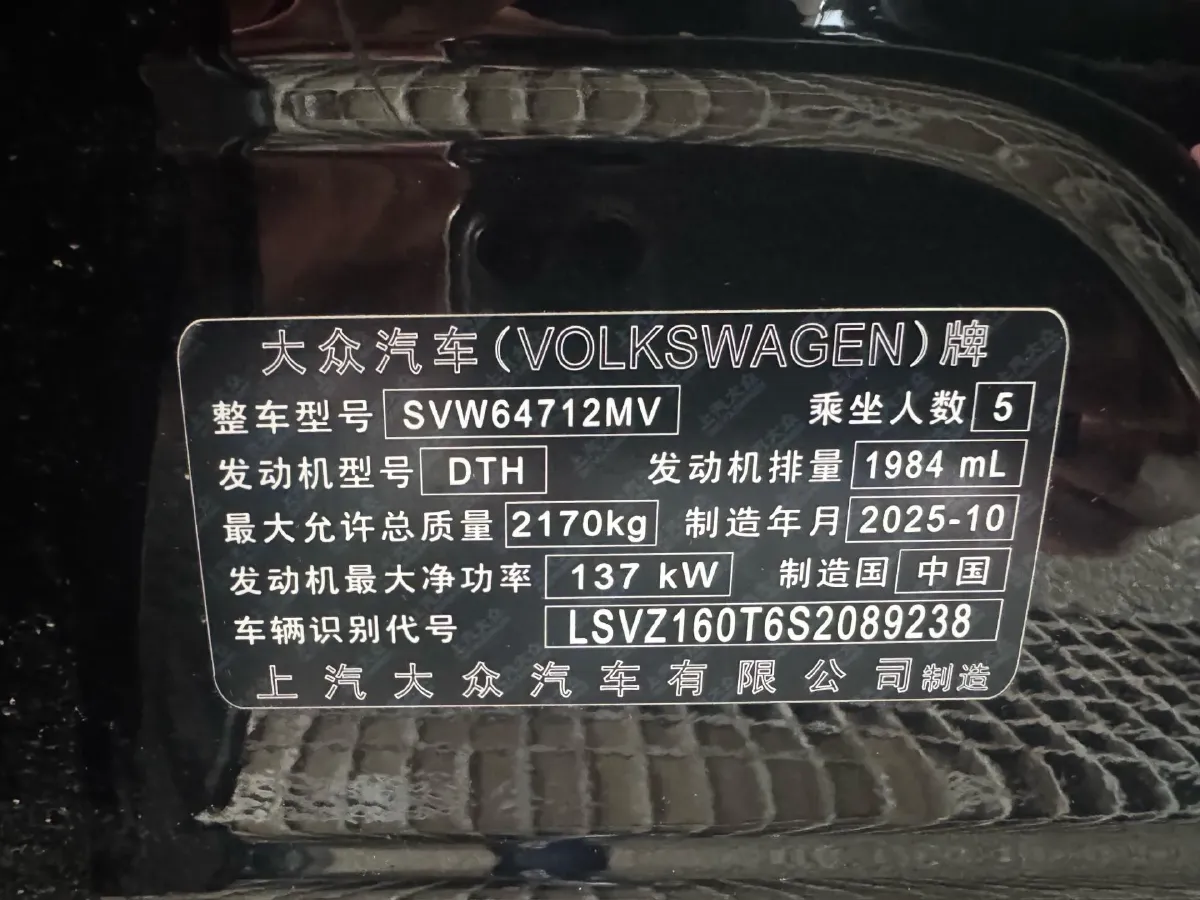 大众汽车(VOLKSWAGEN)牌
整车型号 SVW64712MV 乘坐人数 5
发动机型号 DTH 发动机排量 1984 mL
最大允许总质量 2170kg 制造年月 2025-10
发动机最大净功率 137 kW 制造国 中国
车辆识别代号 LSVZ160T6S2089238
上汽大众汽车有限公司制造